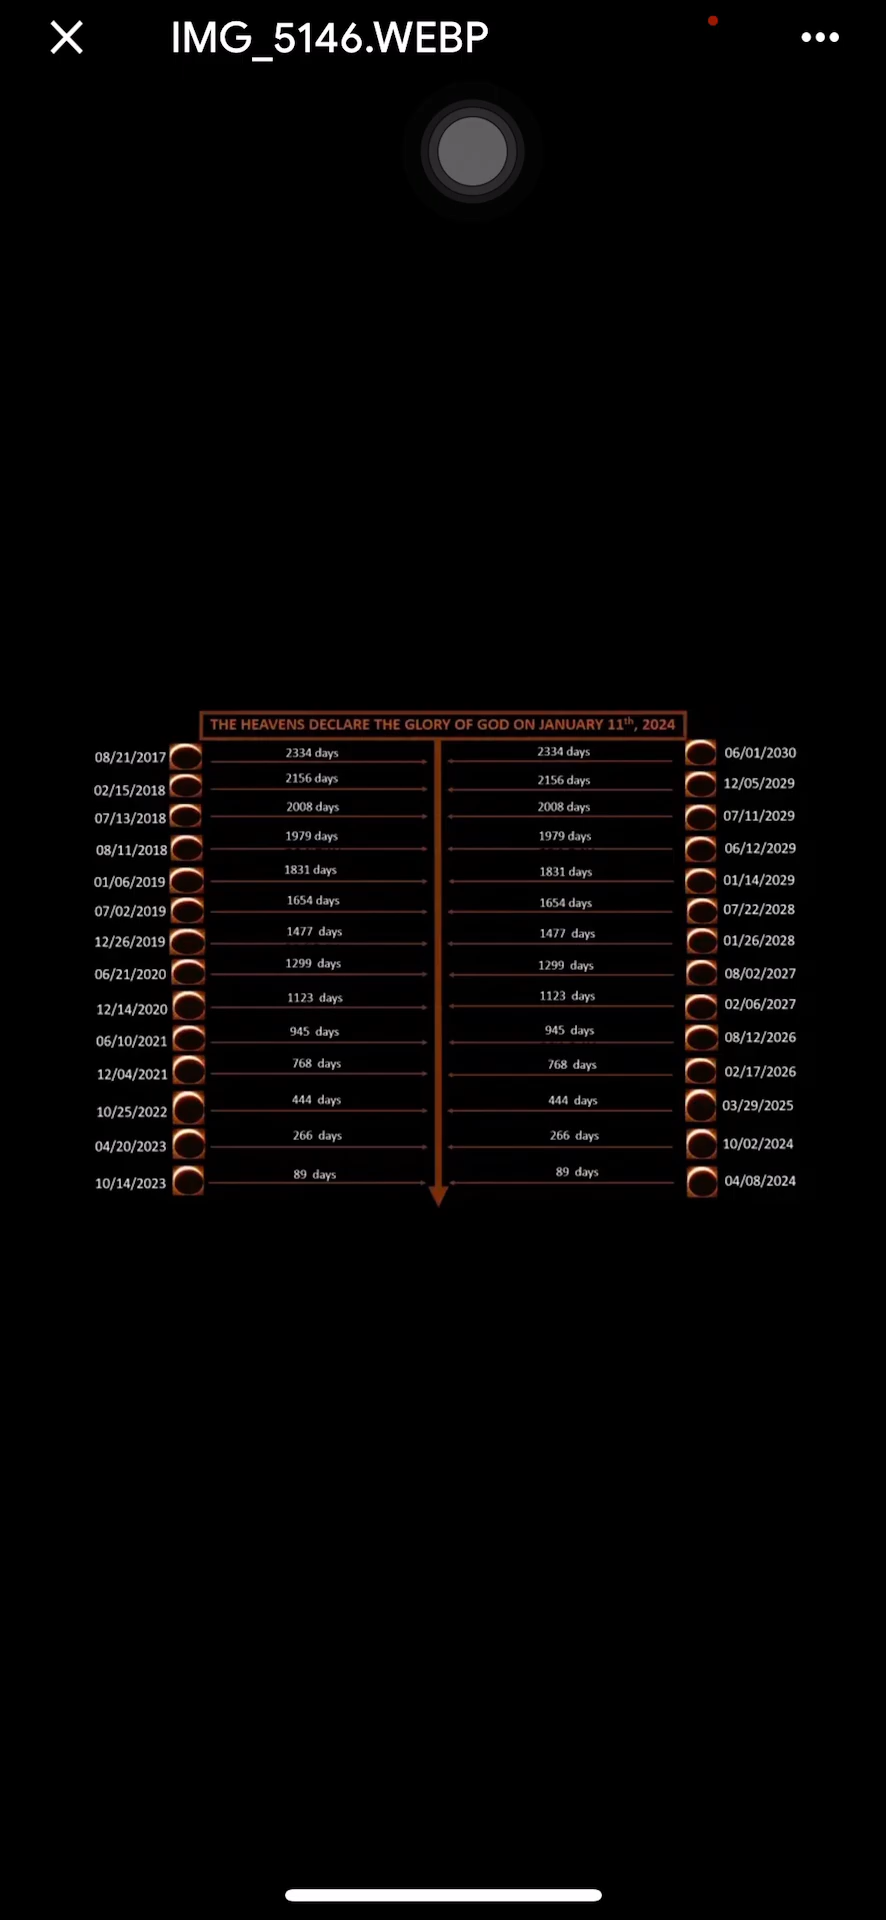 IMG_5146.WEBP
THE HEAVENS DECLARE THE GLORY OF GOD ON JANUARY 11th, 2024
08/21/2017 2334 days 2334 days 06/01/2030
02/15/2018 2156 days 2156 days 12/05/2029
07/13/2018 2008 days 2008 days 07/11/2029
08/11/2018 1979 days 1979 days 06/12/2029
01/06/2019 1831 days 1831 days 01/14/2029
07/02/2019 1654 days 1654 days 07/22/2028
12/26/2019 1477 days 1477 days 01/26/2028
06/21/2020 1299 days 1299 days 08/02/2027
12/14/2020 1123 days 1123 days 02/06/2027
06/10/2021 945 days 945 days 08/12/2026
12/04/2021 768 days 768 days 02/17/2026
10/25/2022 444 days 444 days 03/29/2025
04/20/2023 266 days 266 days 10/02/2024
10/14/2023 89 days 89 days 04/08/2024